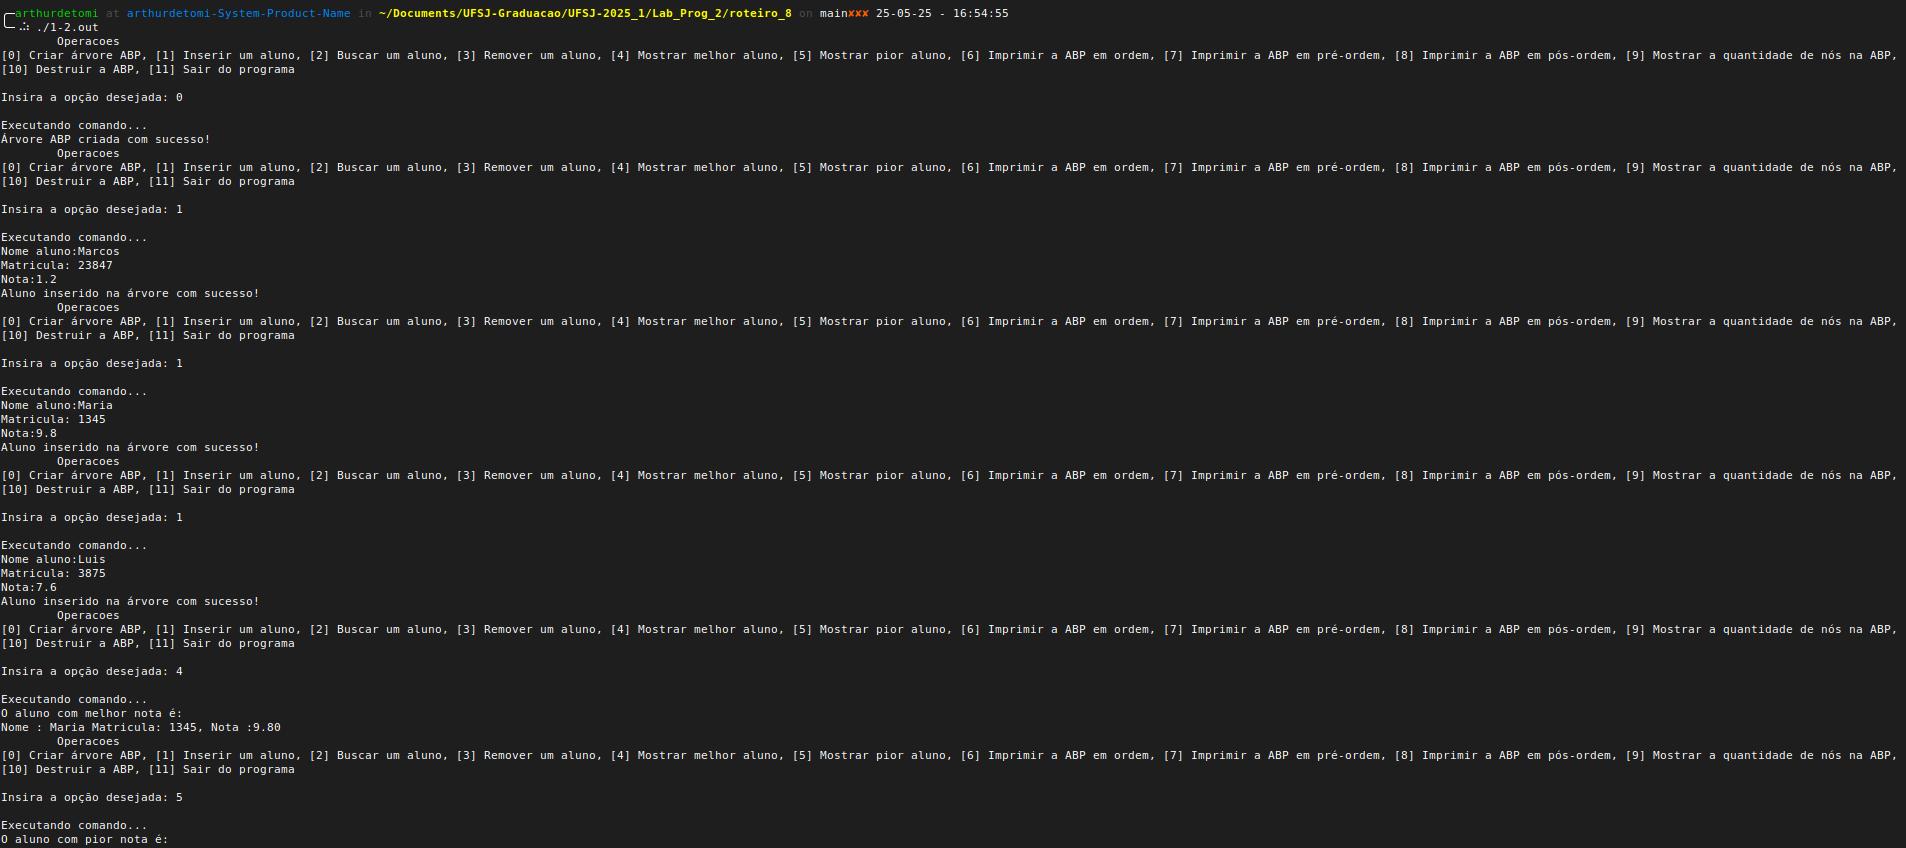 arthurdetomi at arthurdetomi-System-Product-Name in ~/Documents/UFSJ-Graduacao/UFSJ-2025_1/Lab_Prog_2/roteiro_8 on main✘✘✘ 25-05-25 - 16:54:55
./1-2.out
Operacoes
[0] Criar árvore ABP, [1] Inserir um aluno, [2] Buscar um aluno, [3] Remover um aluno, [4] Mostrar melhor aluno, [5] Mostrar pior aluno, [6] Imprimir a ABP em ordem, [7] Imprimir a ABP em pré-ordem, [8] Imprimir a ABP em pós-ordem, [9] Mostrar a quantidade de nós na ABP,
[10] Destruir a ABP, [11] Sair do programa
Insira a opção desejada: 0
Executando comando...
Árvore ABP criada com sucesso!
Operacoes
[0] Criar árvore ABP, [1] Inserir um aluno, [2] Buscar um aluno, [3] Remover um aluno, [4] Mostrar melhor aluno, [5] Mostrar pior aluno, [6] Imprimir a ABP em ordem, [7] Imprimir a ABP em pré-ordem, [8] Imprimir a ABP em pós-ordem, [9] Mostrar a quantidade de nós na ABP,
[10] Destruir a ABP, [11] Sair do programa
Insira a opção desejada: 1
Executando comando...
Nome aluno:Marcos
Matricula: 23847
Nota:1.2
Aluno inserido na árvore com sucesso!
Operacoes
[0] Criar árvore ABP, [1] Inserir um aluno, [2] Buscar um aluno, [3] Remover um aluno, [4] Mostrar melhor aluno, [5] Mostrar pior aluno, [6] Imprimir a ABP em ordem, [7] Imprimir a ABP em pré-ordem, [8] Imprimir a ABP em pós-ordem, [9] Mostrar a quantidade de nós na ABP,
[10] Destruir a ABP, [11] Sair do programa
Insira a opção desejada: 1
Executando comando...
Nome aluno:Maria
Matricula: 1345
Nota:9.8
Aluno inserido na árvore com sucesso!
Operacoes
[0] Criar árvore ABP, [1] Inserir um aluno, [2] Buscar um aluno, [3] Remover um aluno, [4] Mostrar melhor aluno, [5] Mostrar pior aluno, [6] Imprimir a ABP em ordem, [7] Imprimir a ABP em pré-ordem, [8] Imprimir a ABP em pós-ordem, [9] Mostrar a quantidade de nós na ABP,
[10] Destruir a ABP, [11] Sair do programa
Insira a opção desejada: 1
Executando comando...
Nome aluno:Luis
Matricula: 3875
Nota:7.6
Aluno inserido na árvore com sucesso!
Operacoes
[0] Criar árvore ABP, [1] Inserir um aluno, [2] Buscar um aluno, [3] Remover um aluno, [4] Mostrar melhor aluno, [5] Mostrar pior aluno, [6] Imprimir a ABP em ordem, [7] Imprimir a ABP em pré-ordem, [8] Imprimir a ABP em pós-ordem, [9] Mostrar a quantidade de nós na ABP,
[10] Destruir a ABP, [11] Sair do programa
Insira a opção desejada: 4
Executando comando...
O aluno com melhor nota é:
Nome : Maria Matricula: 1345, Nota :9.80
Operacoes
[0] Criar árvore ABP, [1] Inserir um aluno, [2] Buscar um aluno, [3] Remover um aluno, [4] Mostrar melhor aluno, [5] Mostrar pior aluno, [6] Imprimir a ABP em ordem, [7] Imprimir a ABP em pré-ordem, [8] Imprimir a ABP em pós-ordem, [9] Mostrar a quantidade de nós na ABP,
[10] Destruir a ABP, [11] Sair do programa
Insira a opção desejada: 5
Executando comando...
O aluno com pior nota é: